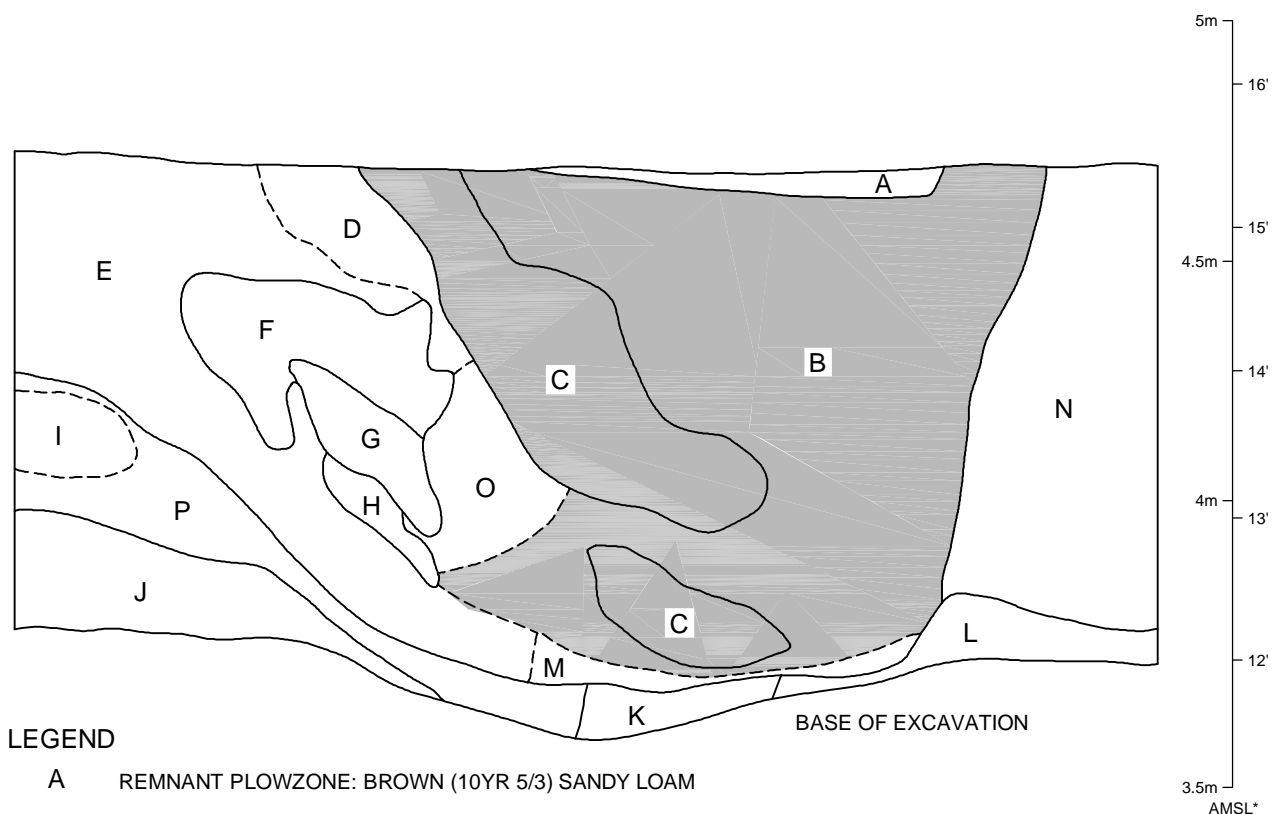 5m
16'
A
D
15'
E
4.5m
F
B
C
14'
N
I
G
O
H
4m
P
13'
J
C
L
M
12'
K
BASE OF EXCAVATION
LEGEND
A REMNANT PLOWZONE: BROWN (10YR 5/3) SANDY LOAM
3.5m
AMSL*